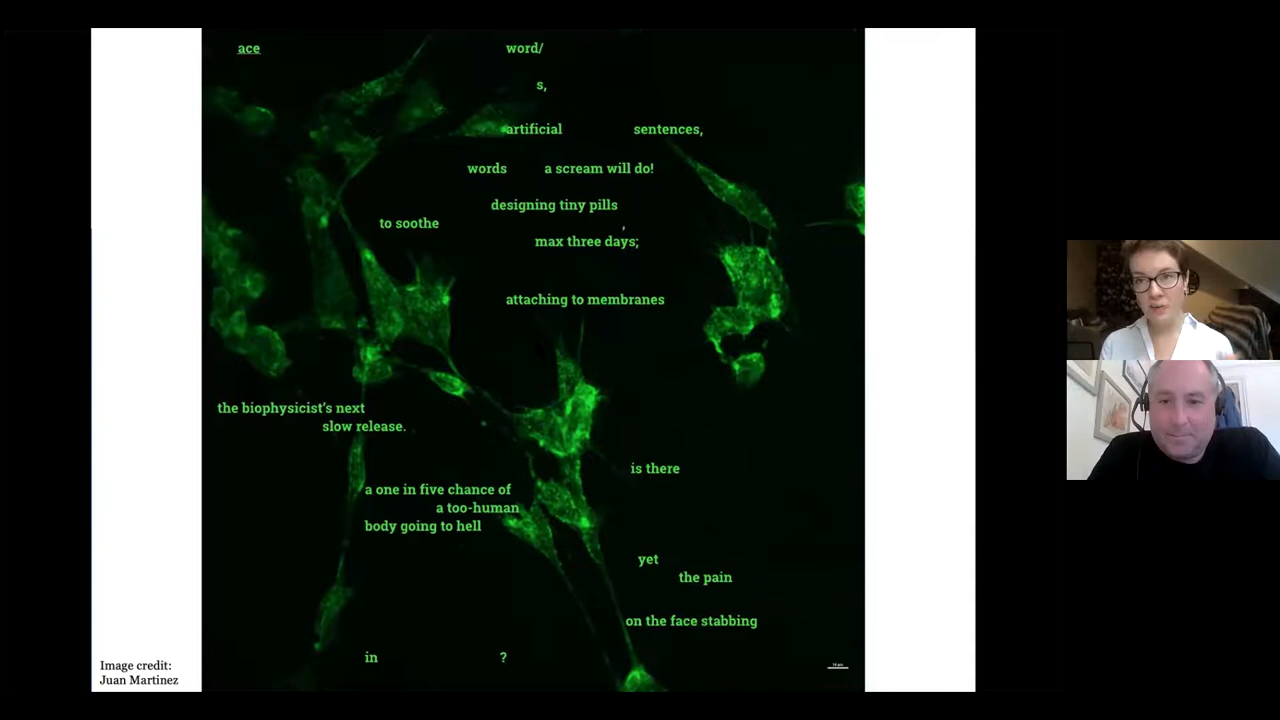 ace word/
s,
artificial sentences,
words a scream will do!
designing tiny pills
to soothe ,
max three days;
attaching to membranes
the biophysicist's next
slow release.
is there
a one in five chance of
a too-human
body going to hell
yet
the pain
on the face stabbing
in ?
Image credit:
Juan Martinez